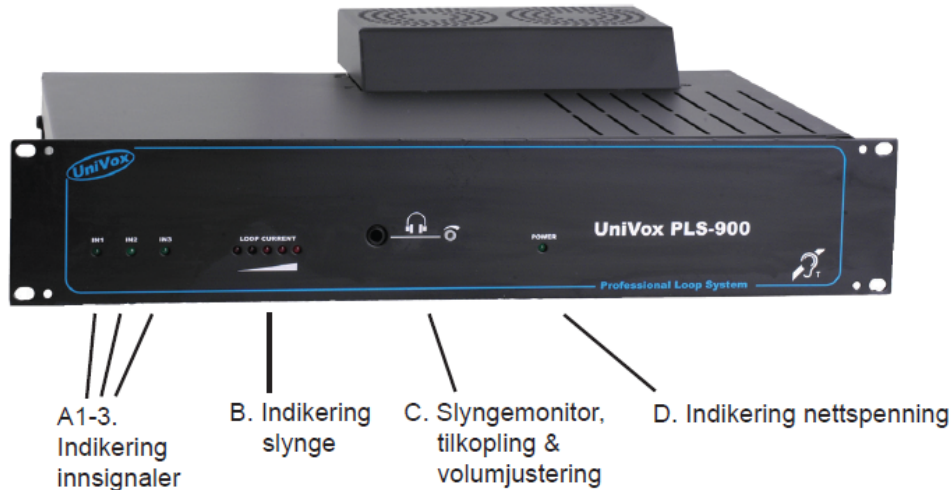 UniVox
IN1 IN2 IN3
LOOP CURRENT
POWER
UniVox PLS-900
T
Professional Loop System
A1-3.
Indikering
innsignaler
B. Indikering
slynge
C. Slyngemonitor,
tilkopling &
volumjustering
D. Indikering nettspenning